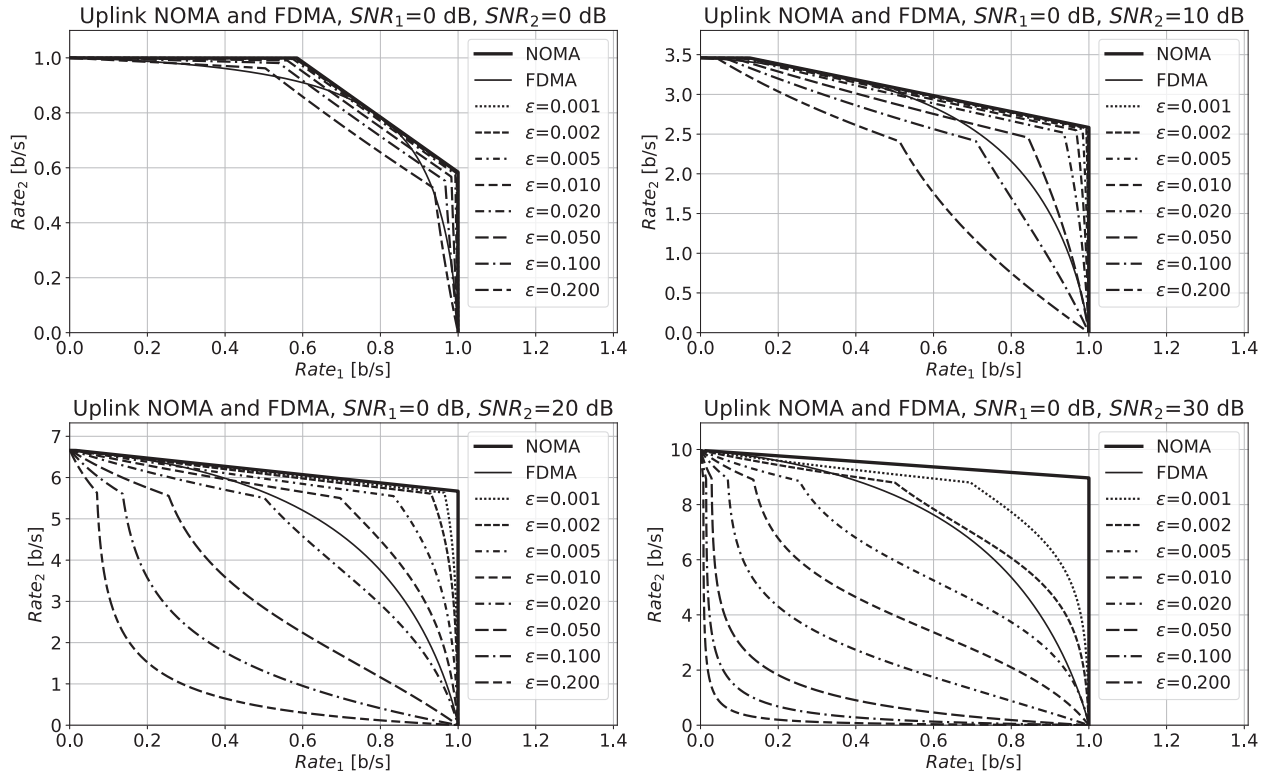 Uplink NOMA and FDMA, SNR₁=0 dB, SNR₂=0 dB
Rate₂ [b/s]
1.0
0.8
0.6
0.4
0.2
0.0
0.0 0.2 0.4 0.6 0.8 1.0 1.2 1.4
Rate₁ [b/s]
NOMA
FDMA
ε=0.001
ε=0.002
ε=0.005
ε=0.010
ε=0.020
ε=0.050
ε=0.100
ε=0.200
Uplink NOMA and FDMA, SNR₁=0 dB, SNR₂=10 dB
Rate₂ [b/s]
3.5
3.0
2.5
2.0
1.5
1.0
0.5
0.0
0.0 0.2 0.4 0.6 0.8 1.0 1.2 1.4
Rate₁ [b/s]
NOMA
FDMA
ε=0.001
ε=0.002
ε=0.005
ε=0.010
ε=0.020
ε=0.050
ε=0.100
ε=0.200
Uplink NOMA and FDMA, SNR₁=0 dB, SNR₂=20 dB
Rate₂ [b/s]
7
6
5
4
3
2
1
0
0.0 0.2 0.4 0.6 0.8 1.0 1.2 1.4
Rate₁ [b/s]
NOMA
FDMA
ε=0.001
ε=0.002
ε=0.005
ε=0.010
ε=0.020
ε=0.050
ε=0.100
ε=0.200
Uplink NOMA and FDMA, SNR₁=0 dB, SNR₂=30 dB
Rate₂ [b/s]
10
8
6
4
2
0
0.0 0.2 0.4 0.6 0.8 1.0 1.2 1.4
Rate₁ [b/s]
NOMA
FDMA
ε=0.001
ε=0.002
ε=0.005
ε=0.010
ε=0.020
ε=0.050
ε=0.100
ε=0.200